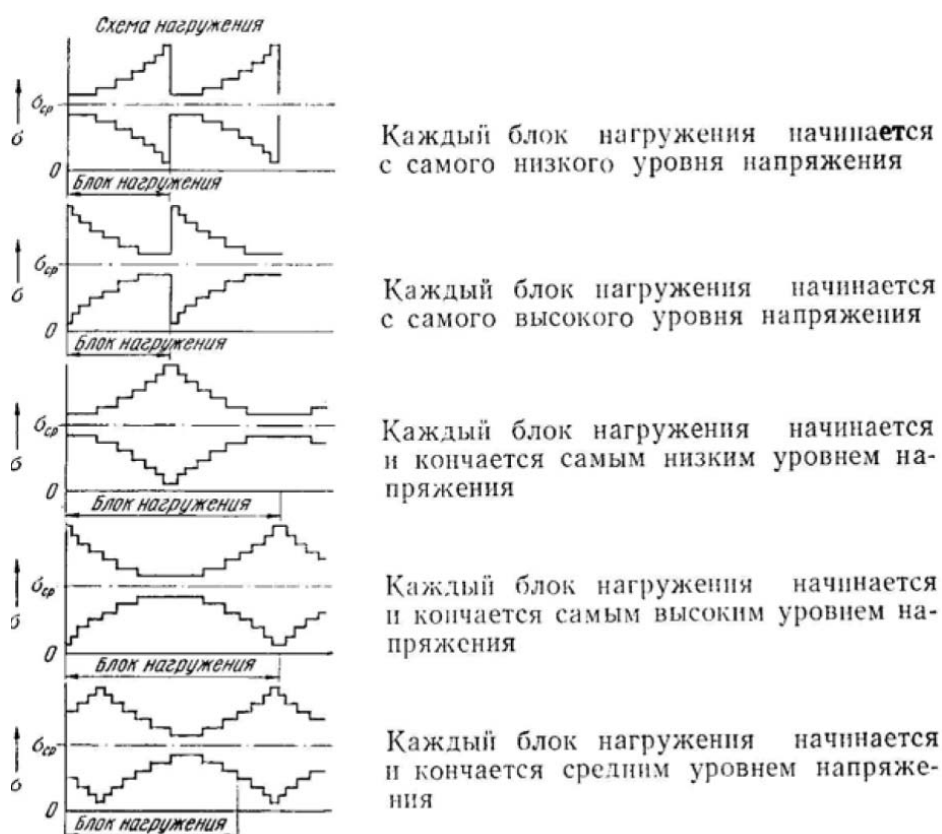 Схема нагружения
σ
σср
0
Каждый блок нагружения начинается
с самого низкого уровня напряжения
Блок нагружения
σ
σср
0
Каждый блок нагружения начинается
с самого высокого уровня напряжения
Блок нагружения
σ
σср
0
Каждый блок нагружения начинается
и кончается самым низким уровнем на-
пряжения
Блок нагружения
σ
σср
0
Каждый блок нагружения начинается
и кончается самым высоким уровнем на-
пряжения
Блок нагружения
σ
σср
0
Каждый блок нагружения начинается
и кончается средним уровнем напряже-
ния
Блок нагружения